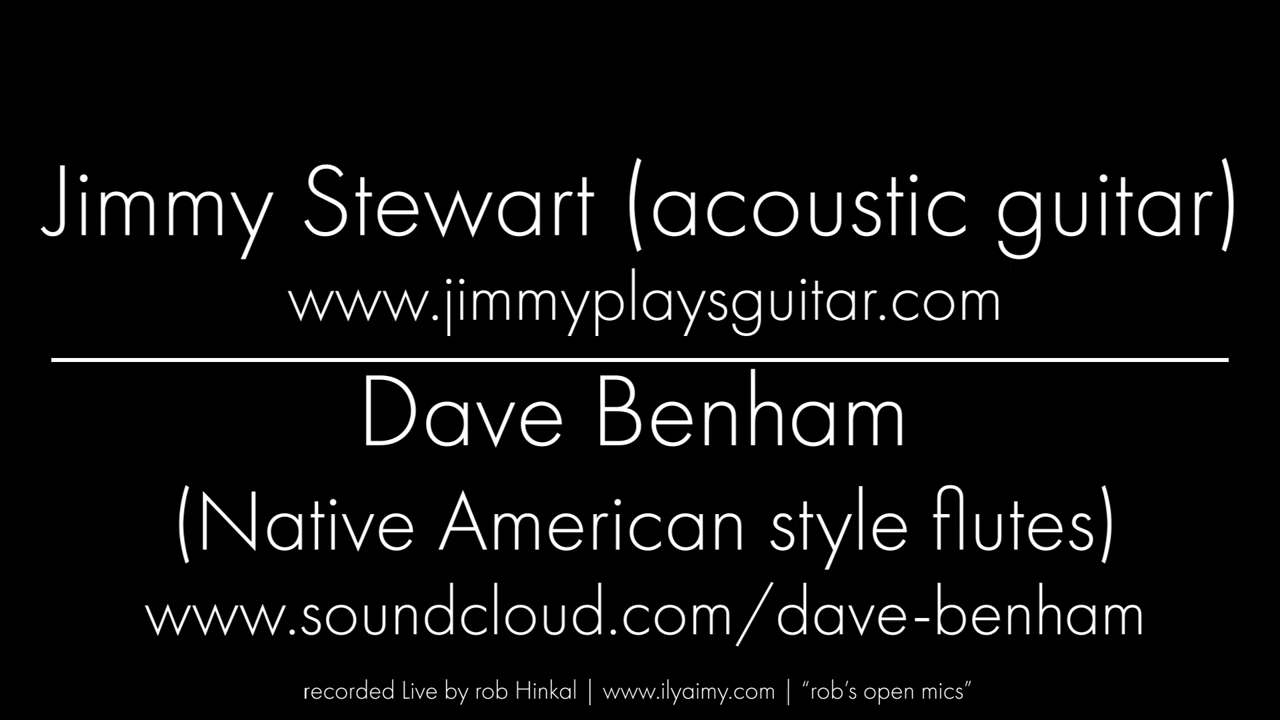 Jimmy Stewart (acoustic guitar)
www.jimmyplaysguitar.com
Dave Benham
(Native American style flutes)
www.soundcloud.com/dave-benham
recorded Live by rob Hinkal | www.ilyaimy.com | “rob’s open mics”